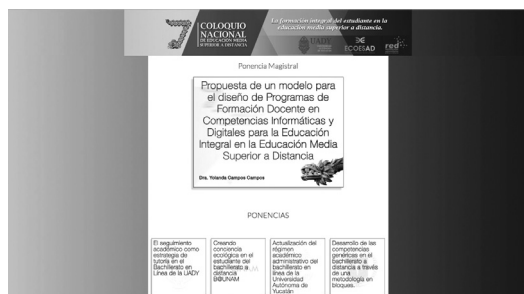 7
COLOQUIO
NACIONAL
DE EDUCACIÓN MEDIA
SUPERIOR A DISTANCIA
La formación integral del estudiante en la
educación media superior a distancia.
UADY
ECOESAD
red
Ponencia Magistral
Propuesta de un modelo para
el diseño de Programas de
Formación Docente en
Competencias Informáticas y
Digitales para la Educación
Integral en la Educación Media
Superior a Distancia
Dra. Yolanda Campos Campos
PONENCIAS
El seguimiento
académico como
estrategia de
tutoría en el
Bachillerato en
Línea de la UADY
Creando
conciencia
ecológica en el
estudiante del
bachillerato a
distancia
B@UNAM
Actualización del
régimen
académico
administrativo del
bachillerato en
línea de la
Universidad
Autónoma de
Yucatán
Desarrollo de las
competencias
genéricas en el
bachillerato a
distancia a través
de una
metodología en
bloques.